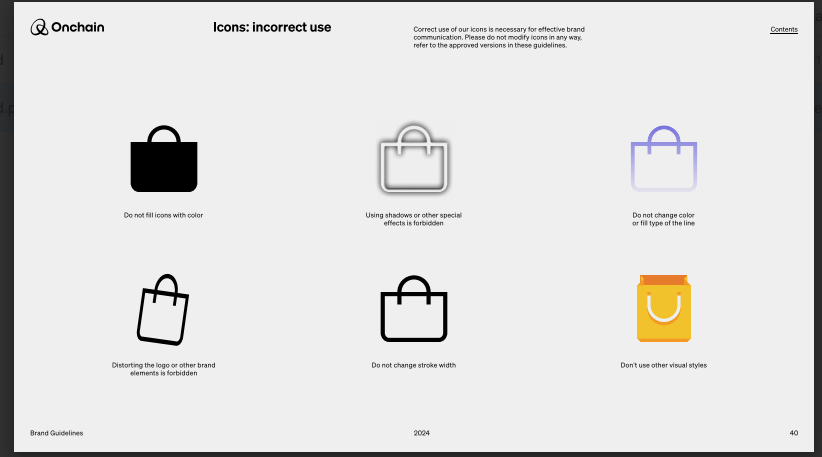 Onchain
Icons: incorrect use
Correct use of our icons is necessary for effective brand
communication. Please do not modify icons in any way,
refer to the approved versions in these guidelines.
Contents
Do not fill icons with color
Using shadows or other special
effects is forbidden
Do not change color
or fill type of the line
Distorting the logo or other brand
elements is forbidden
Do not change stroke width
Don't use other visual styles
Brand Guidelines
2024
40